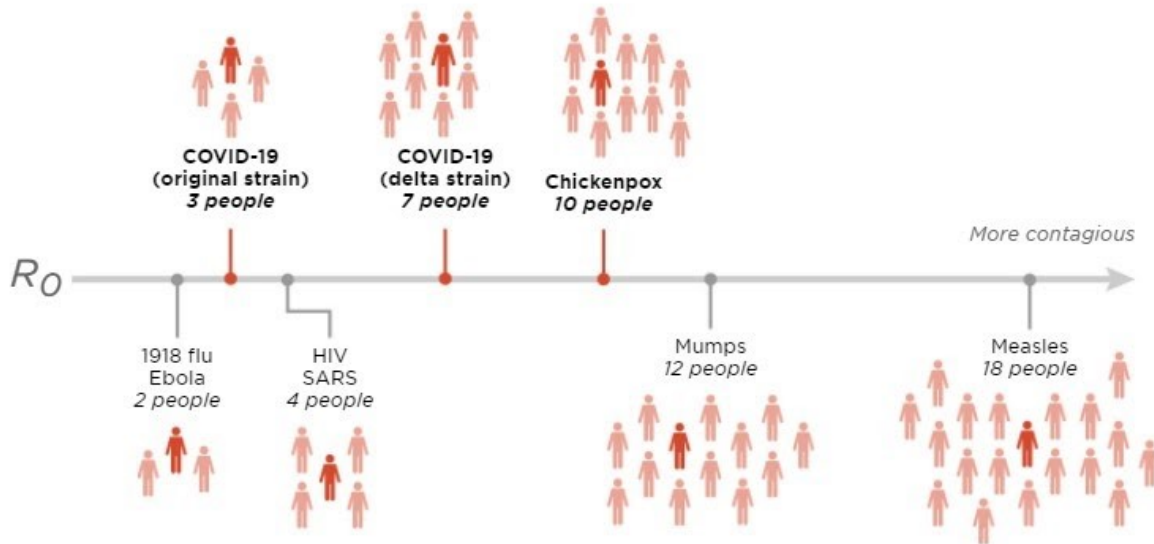 COVID-19
(original strain)
3 people
COVID-19
(delta strain)
7 people
Chickenpox
10 people
More contagious
R0
1918 flu
Ebola
2 people
HIV
SARS
4 people
Mumps
12 people
Measles
18 people